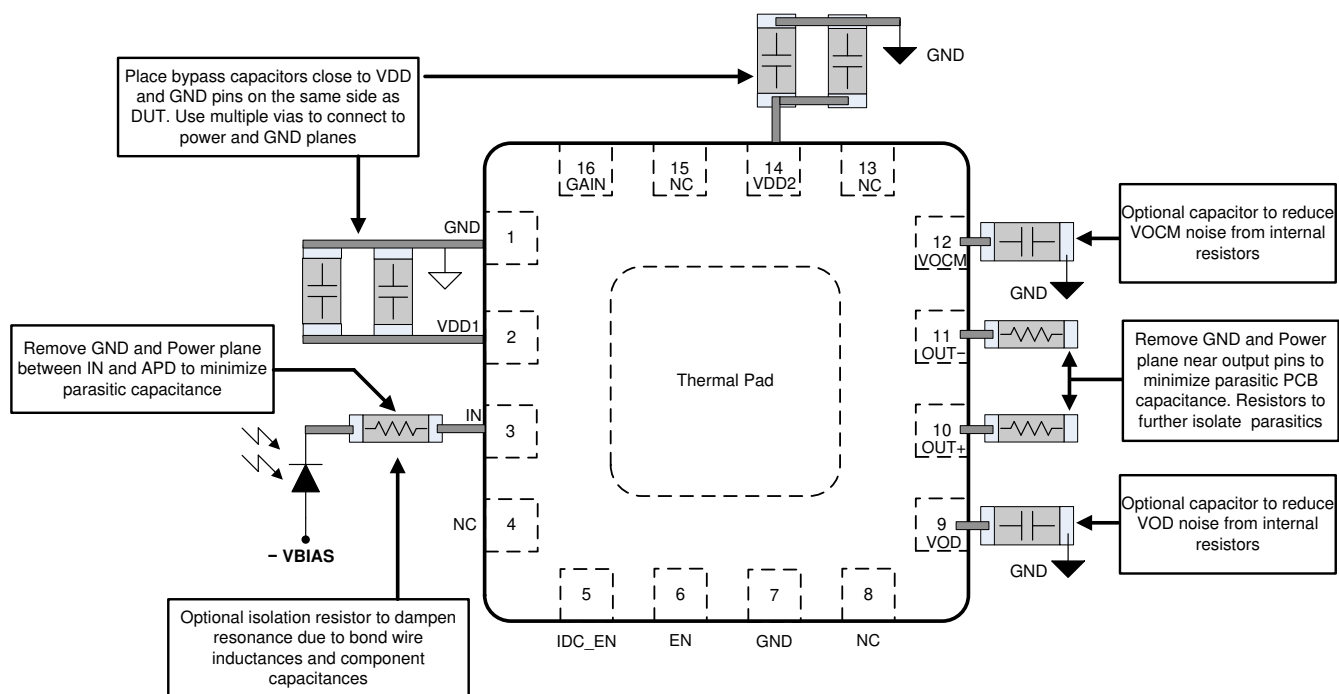 Place bypass capacitors close to VDD
and GND pins on the same side as
DUT. Use multiple vias to connect to
power and GND planes
GND
16
GAIN
15
NC
14
VDD2
13
NC
GND
1
VDD1
2
IN
3
NC
4
12
VOCM
11
OUT–
10
OUT+
9
VOD
Thermal Pad
5
6
7
8
IDC_EN
EN
GND
NC
Optional capacitor to reduce
VOCM noise from internal
resistors
GND
Remove GND and Power plane
between IN and APD to minimize
parasitic capacitance
Remove GND and Power
plane near output pins to
minimize parasitic PCB
capacitance. Resistors to
further isolate  parasitics
– VBIAS
Optional capacitor to reduce
VOD noise from internal
resistors
GND
Optional isolation resistor to dampen
resonance due to bond wire
inductances and component
capacitances